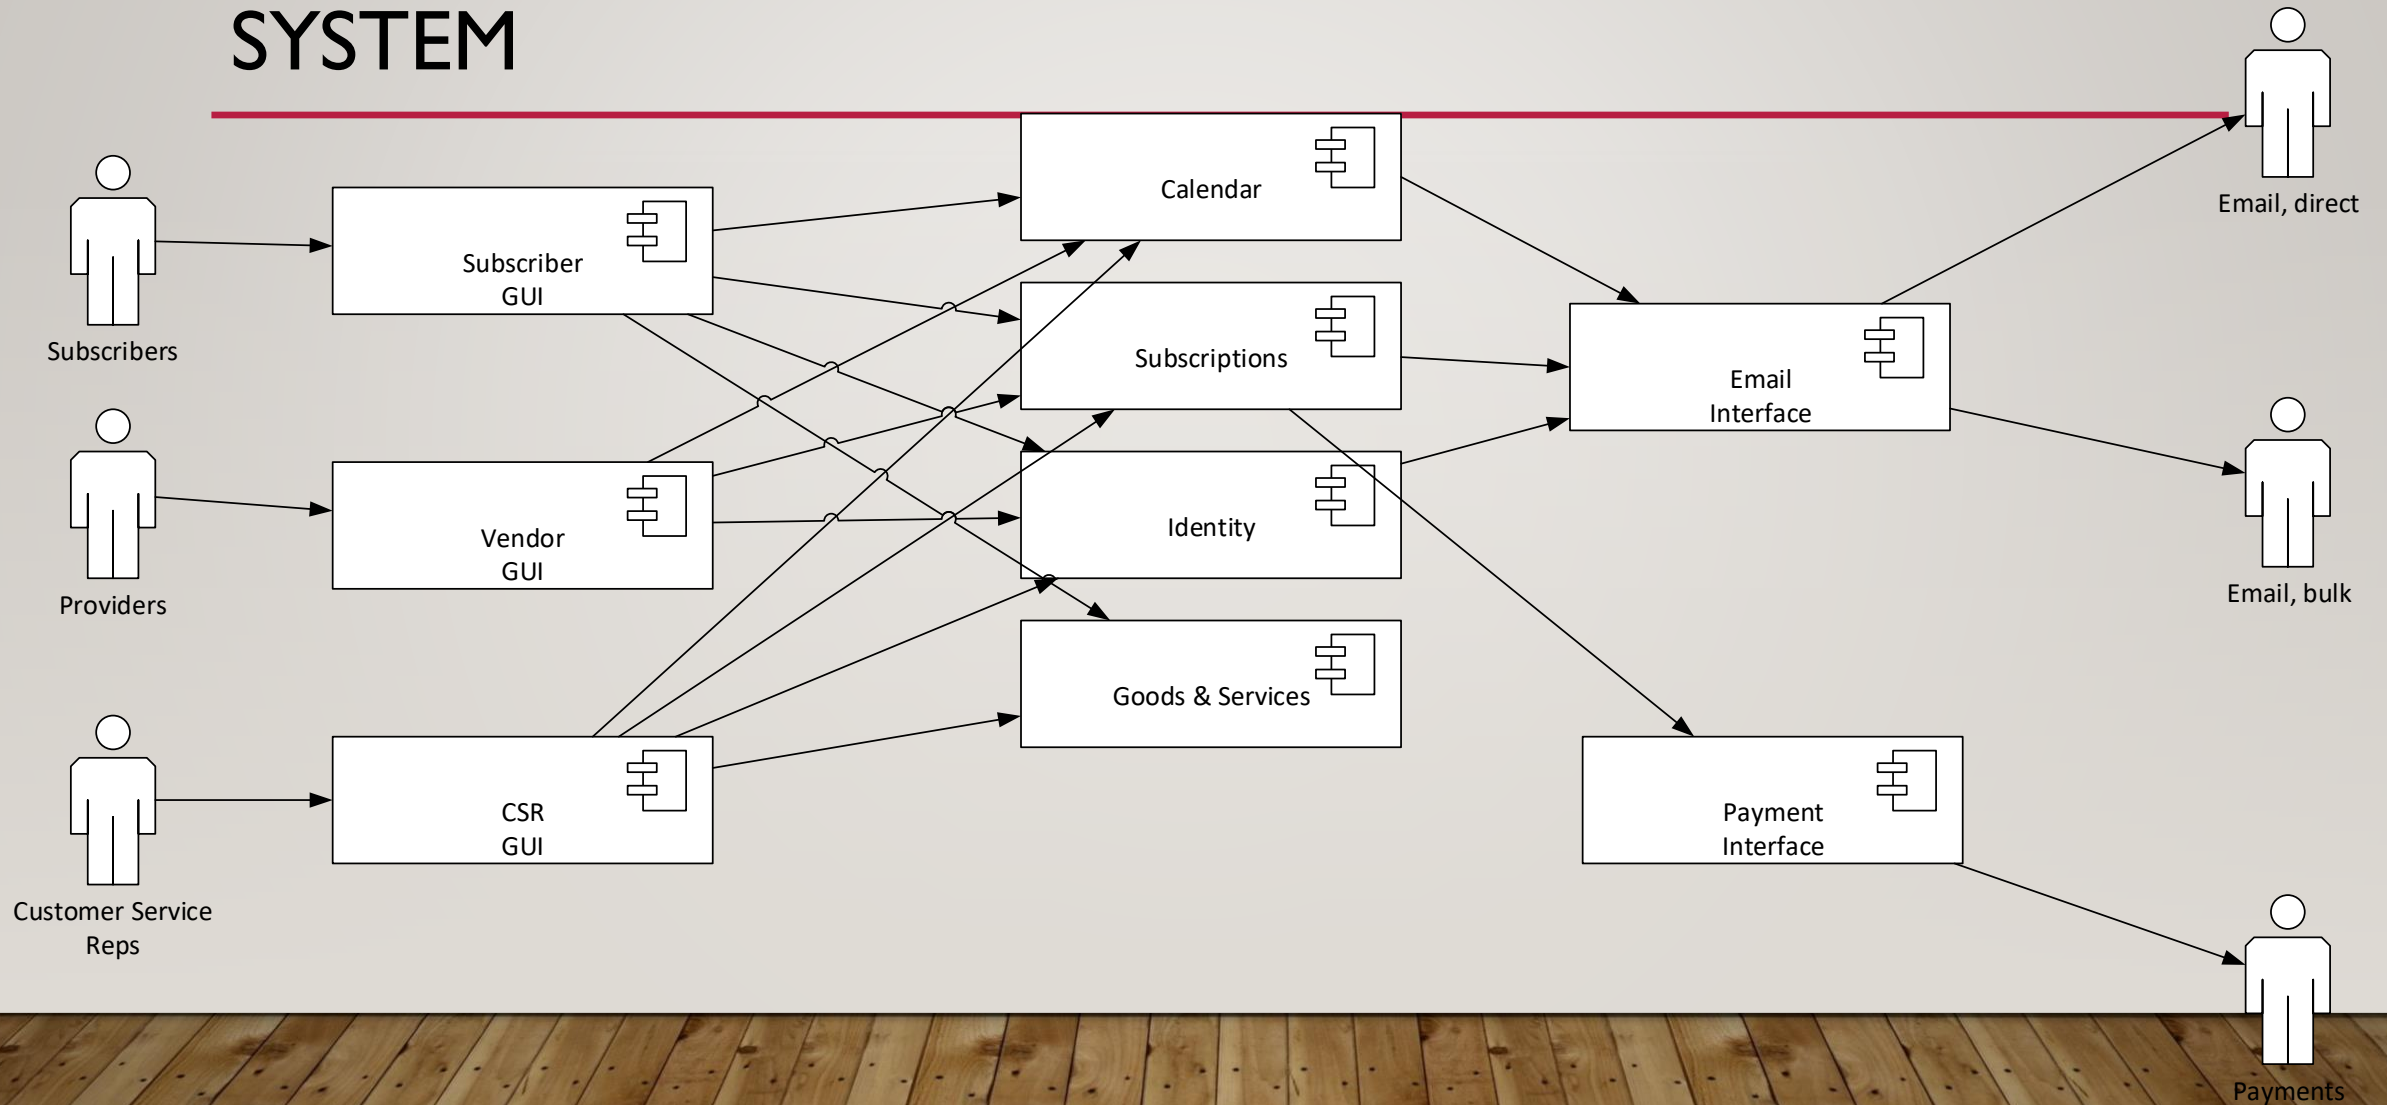 SYSTEM
Subscribers
Providers
Customer Service
Reps
Subscriber
GUI
Vendor
GUI
CSR
GUI
Calendar
Subscriptions
Identity
Goods & Services
Email
Interface
Payment
Interface
Email, direct
Email, bulk
Payments